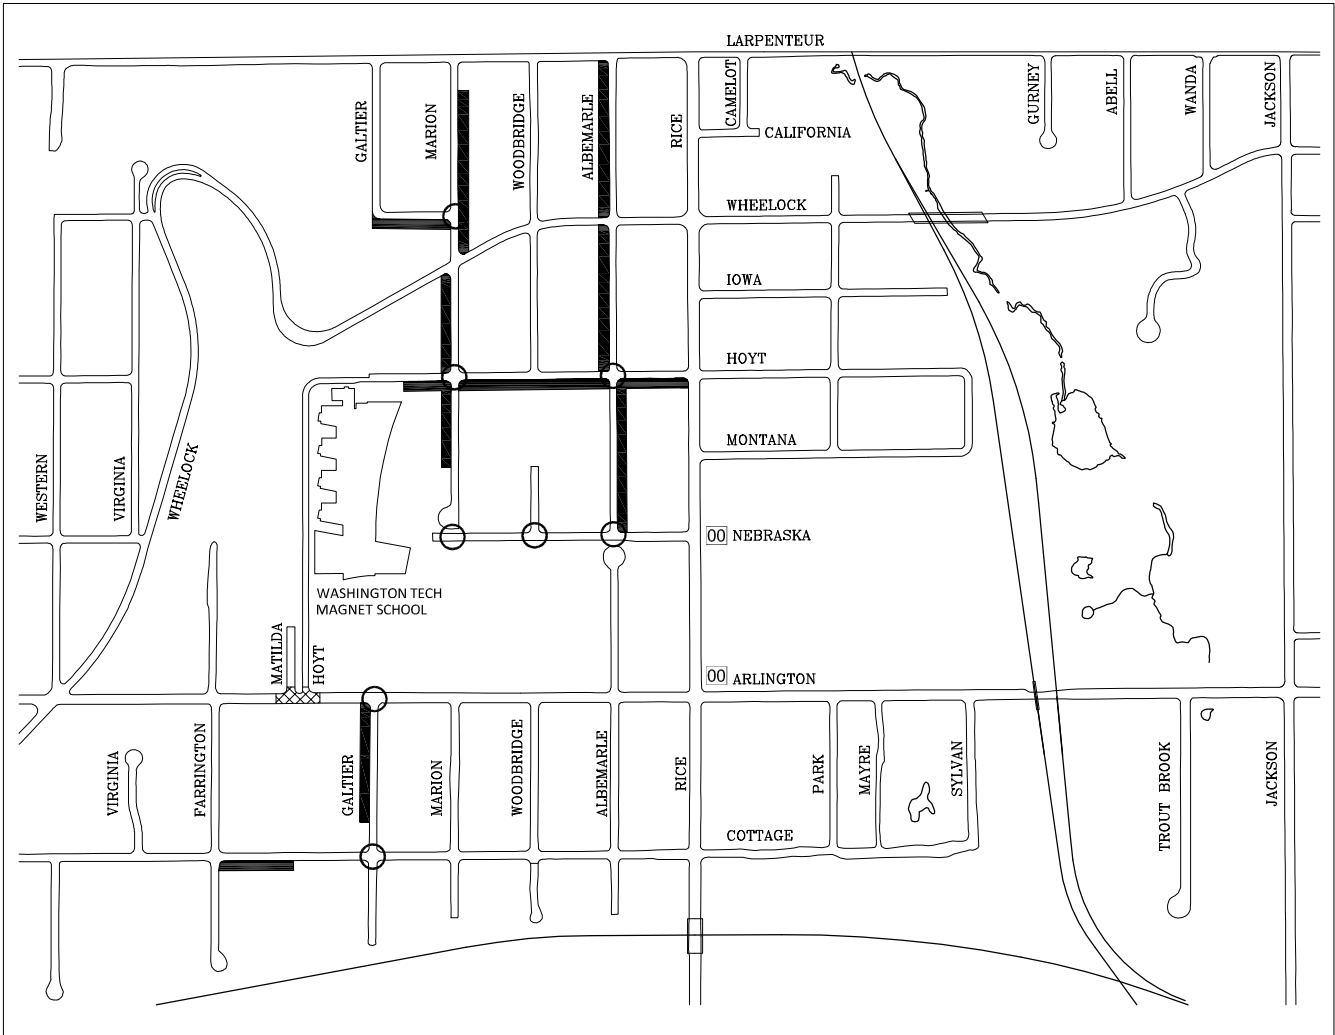 LARPENTEUR
GALTIER
MARION
WOODBRIDGE
ALBEMARLE
RICE
CAMELOT
CALIFORNIA
GURNEY
ABELL
WANDA
JACKSON
WHEELOCK
IOWA
HOYT
MONTANA
WESTERN
VIRGINIA
WHEELOCK
00 NEBRASKA
WASHINGTON TECH
MAGNET SCHOOL
MATILDA
HOYT
00 ARLINGTON
VIRGINIA
FARRINGTON
GALTIER
MARION
WOODBRIDGE
ALBEMARLE
RICE
PARK
MAYRE
SYLVAN
TROUT BROOK
JACKSON
COTTAGE